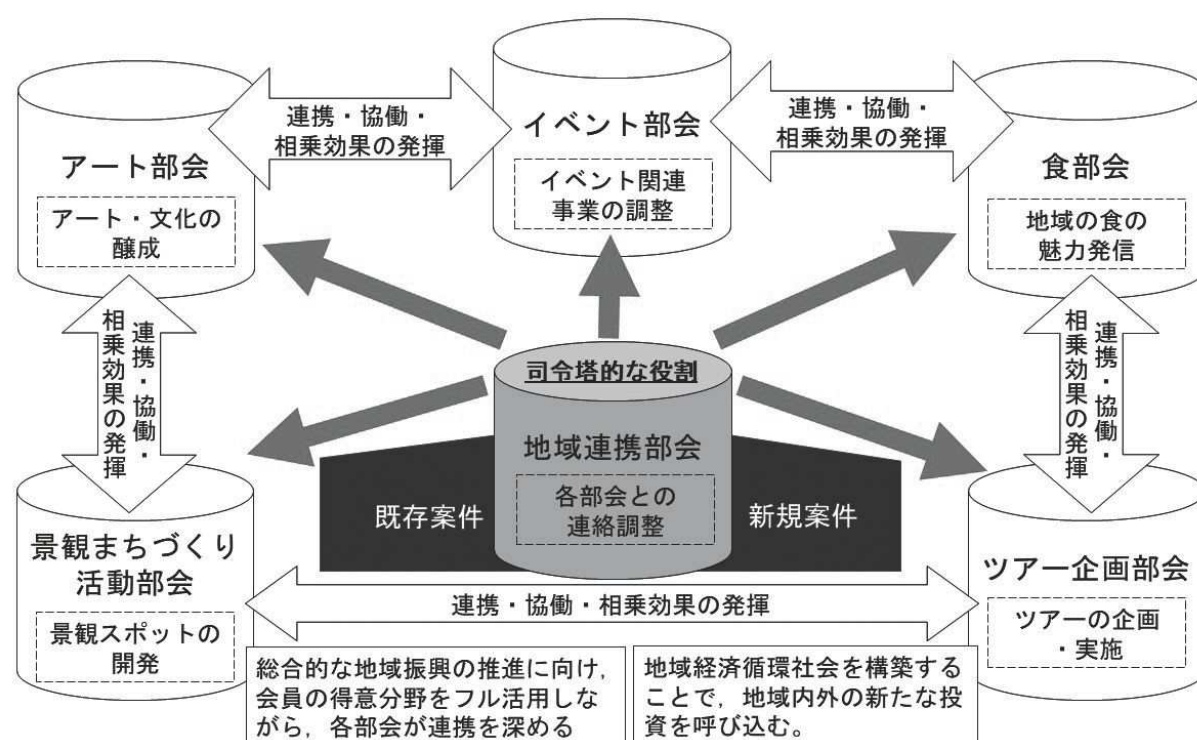 連携・協働・
相乗効果の発揮
イベント部会
イベント関連
事業の調整
連携・協働・
相乗効果の発揮
アート部会
アート・文化の
醸成
食部会
地域の食の
魅力発信
連携・協働・
相乗効果の発揮
司令塔的な役割
地域連携部会
各部会との
連絡調整
既存案件
新規案件
連携・協働・
相乗効果の発揮
景観まちづくり
活動部会
景観スポットの
開発
連携・協働・相乗効果の発揮
ツアー企画部会
ツアーの企画
・実施
総合的な地域振興の推進に向け,
会員の得意分野をフル活用しな
がら,各部会が連携を深める
地域経済循環社会を構築する
ことで,地域内外の新たな投
資を呼び込む。